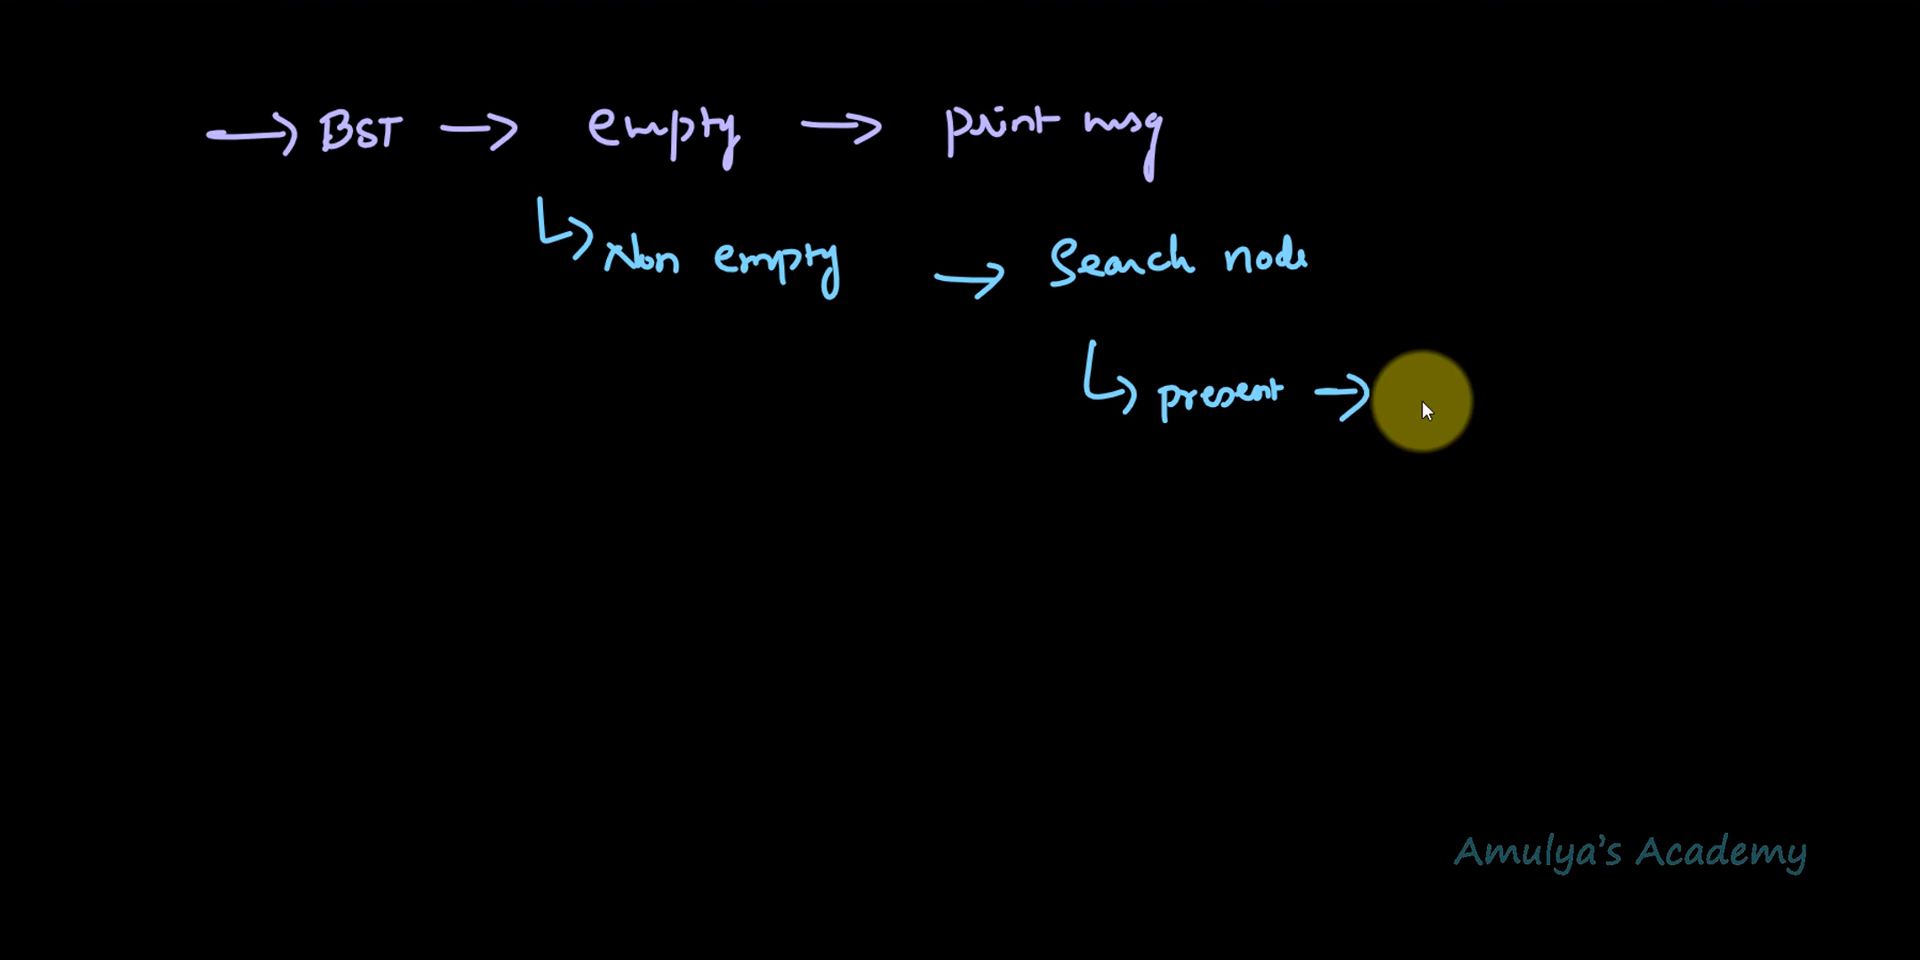 → BST → empty → print msg
↳ Non empty → Search node
↳ present →
Amulya's Academy